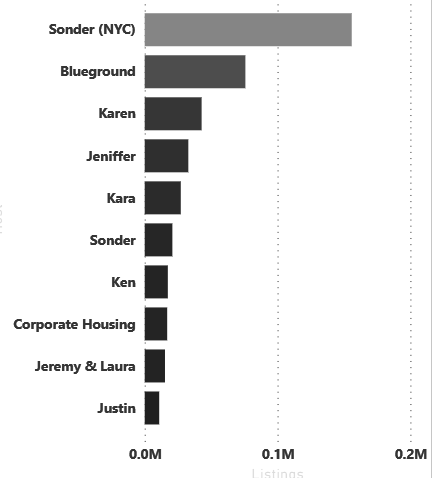 Sonder (NYC)
Blueground
Karen
Jeniffer
Kara
Sonder
Ken
Corporate Housing
Jeremy & Laura
Justin
0.0M 0.1M 0.2M
Listings